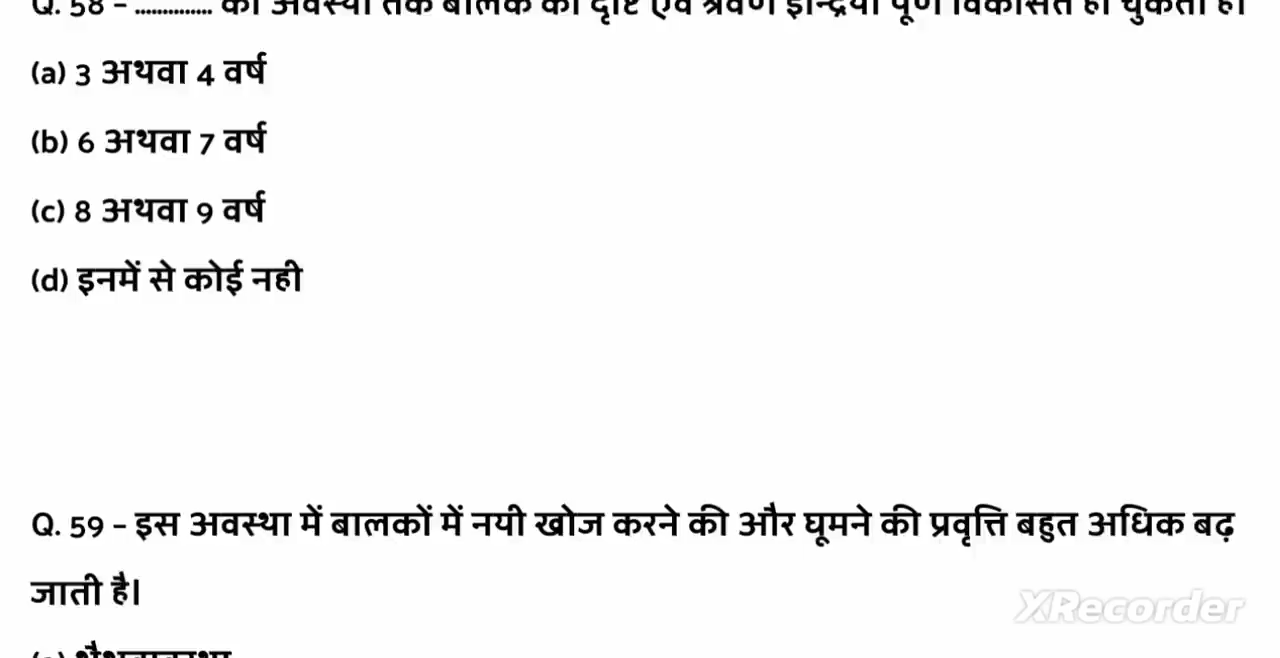 Q. 58 - .............. की अवस्था तक बालक की दृष्टि एवं श्रवण इन्द्रियाँ पूर्ण विकसित हो चुकती है।
(a) 3 अथवा 4 वर्ष
(b) 6 अथवा 7 वर्ष
(c) 8 अथवा 9 वर्ष
(d) इनमें से कोई नही
Q. 59 - इस अवस्था में बालकों में नयी खोज करने की और घूमने की प्रवृत्ति बहुत अधिक बढ़
जाती है।
XRecorder